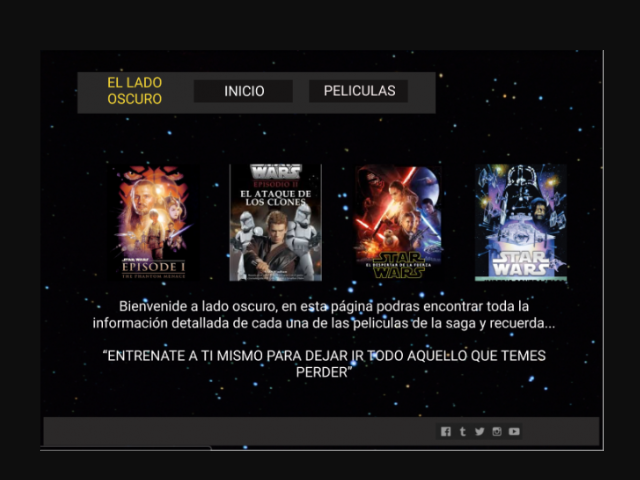 EL LADO
OSCURO
INICIO
PELICULAS
STAR WARS
EPISODE I
THE PHANTOM MENACE
WARS
EPISODIO II
EL ATAQUE DE
LOS CLONES
STAR
EL DESPERTAR DE LA FUERZA
WARS
STAR
WARS
Bienvenide a lado oscuro, en esta página podras encontrar toda la
información detallada de cada una de las peliculas de la saga y recuerda...
“ENTRENATE A TI MISMO PARA DEJAR IR TODO AQUELLO QUE TEMES
PERDER”